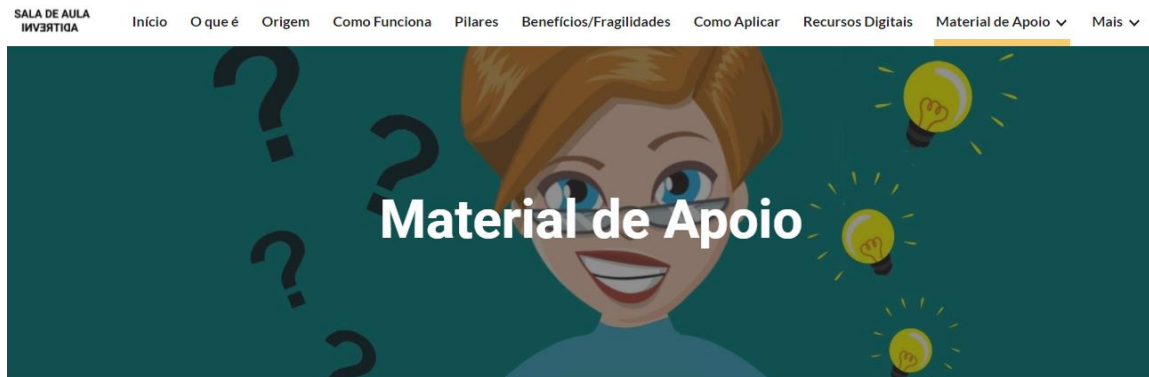 SALA DE AULA
INVERTIDA
Início O que é Origem Como Funciona Pilares Benefícios/Fragilidades Como Aplicar Recursos Digitais Material de Apoio Mais
Material de Apoio
? ? ? ?